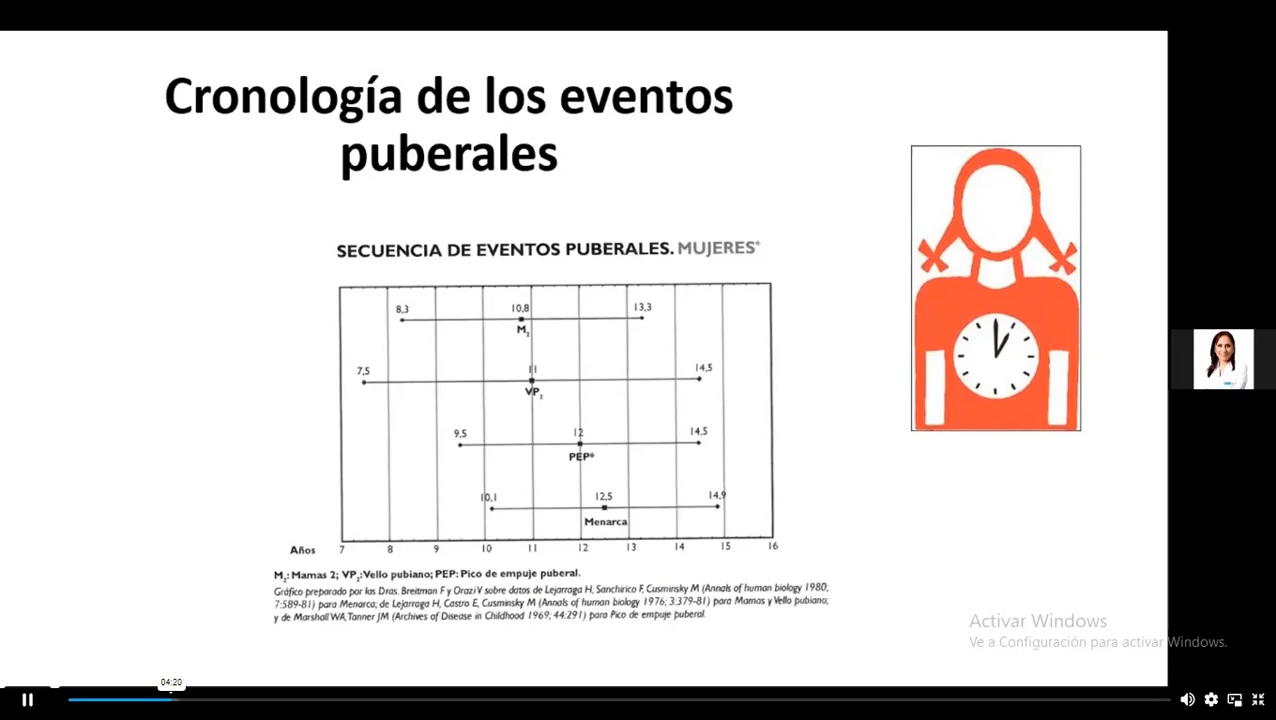 Cronología de los eventos
puberales
SECUENCIA DE EVENTOS PUBERALES. MUJERES*
8,3 10,8 13,3
M2
7,5 11 14,5
VP2
9,5 12 14,5
PEP*
10,1 12,5 14,9
Menarca
Años 7 8 9 10 11 12 13 14 15 16
M2: Mamas 2; VP2: Vello pubiano; PEP: Pico de empuje puberal.
Gráfico preparado por las Dras. Breitman F y Orazi V sobre datos de Lejarraga H, Sanchirico F, Cusminsky M (Annals of human biology 1980;
7:589-81) para Menarca; de Lejarraga H, Castro E, Cusminsky M (Annals of human biology 1976; 3:379-81) para Mamas y Vello pubiano;
y de Marshall WA, Tanner JM (Archives of Disease in Childhood 1969; 44:291) para Pico de empuje puberal.
Activar Windows
Ve a Configuración para activar Windows.
04:20